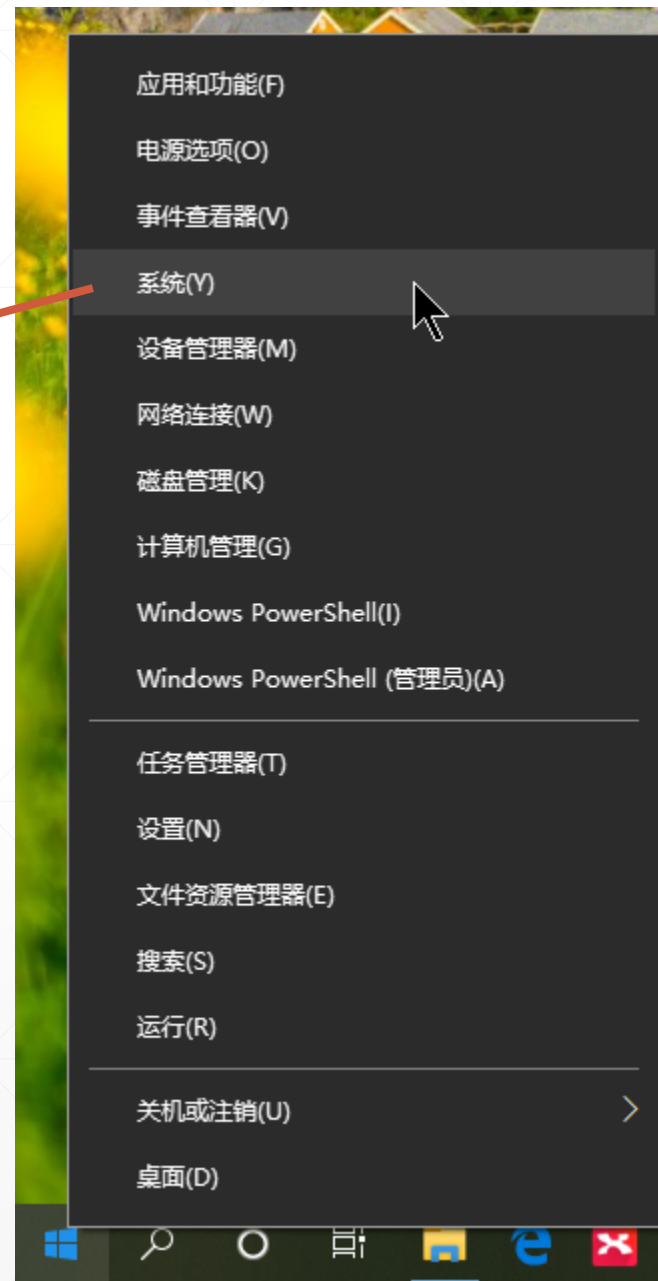 应用和功能(F)
电源选项(O)
事件查看器(V)
系统(Y)
设备管理器(M)
网络连接(W)
磁盘管理(K)
计算机管理(G)
Windows PowerShell(I)
Windows PowerShell (管理员)(A)
任务管理器(T)
设置(N)
文件资源管理器(E)
搜索(S)
运行(R)
关机或注销(U)
桌面(D)